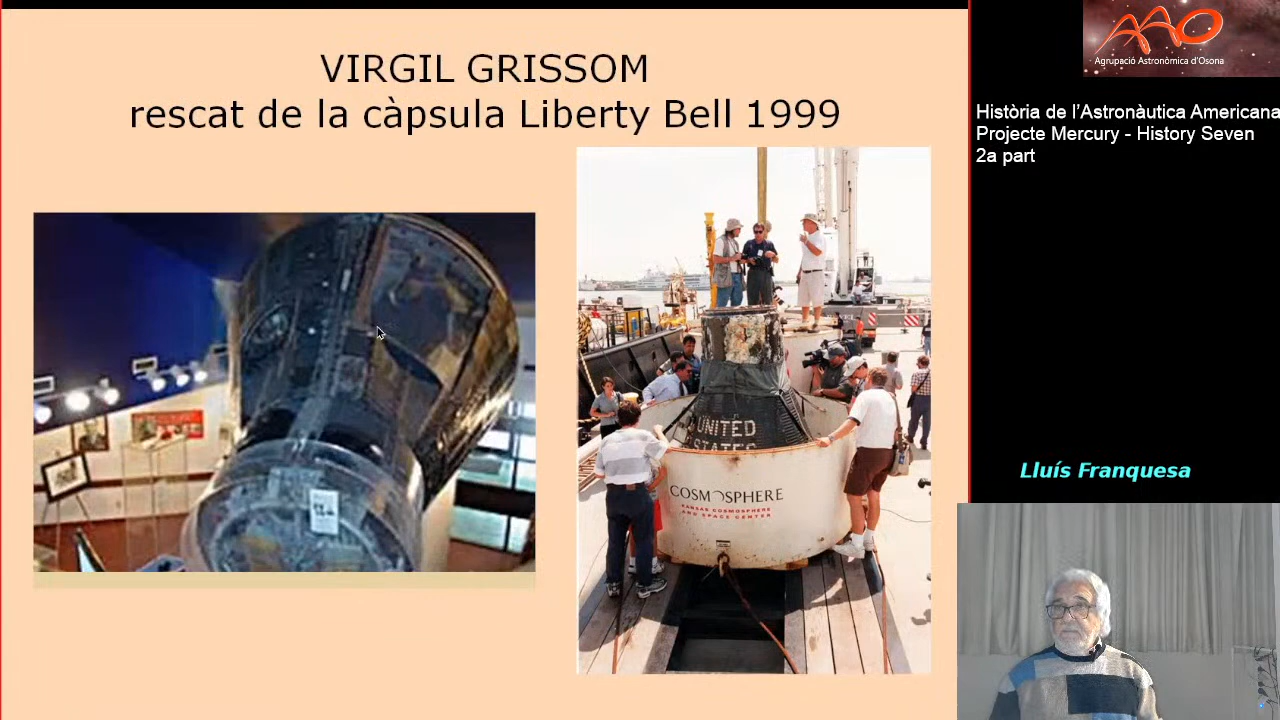 VIRGIL GRISSOM
rescat de la càpsula Liberty Bell 1999
UNITED
STATES
COSMOSPHERE
KANSAS COSMOSPHERE
AND SPACE CENTER
AAO
Agrupació Astronòmica d'Osona
Història de l'Astronàutica Americana
Projecte Mercury - History Seven
2a part
Lluís Franquesa